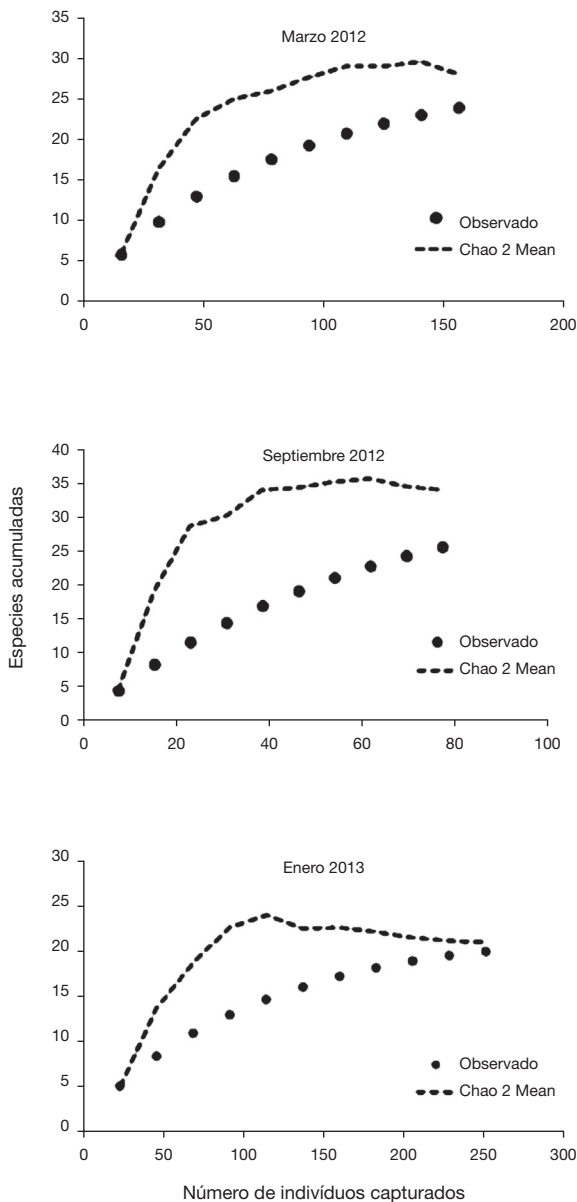 Marzo 2012
35
30
25
20
15
10
5
0
Observado
Chao 2 Mean
0 50 100 150 200
Septiembre 2012
40
35
30
25
20
15
10
5
0
Observado
Chao 2 Mean
0 20 40 60 80 100
Especies acumuladas
Enero 2013
30
25
20
15
10
5
0
Observado
Chao 2 Mean
0 50 100 150 200 250 300
Número de indivíduos capturados